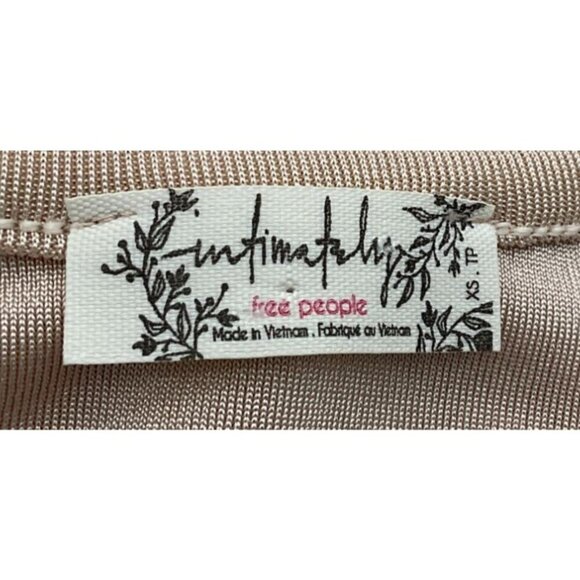 intimately
free people
Made in Vietnam . Fabriqué au Vietnam
XS . TP